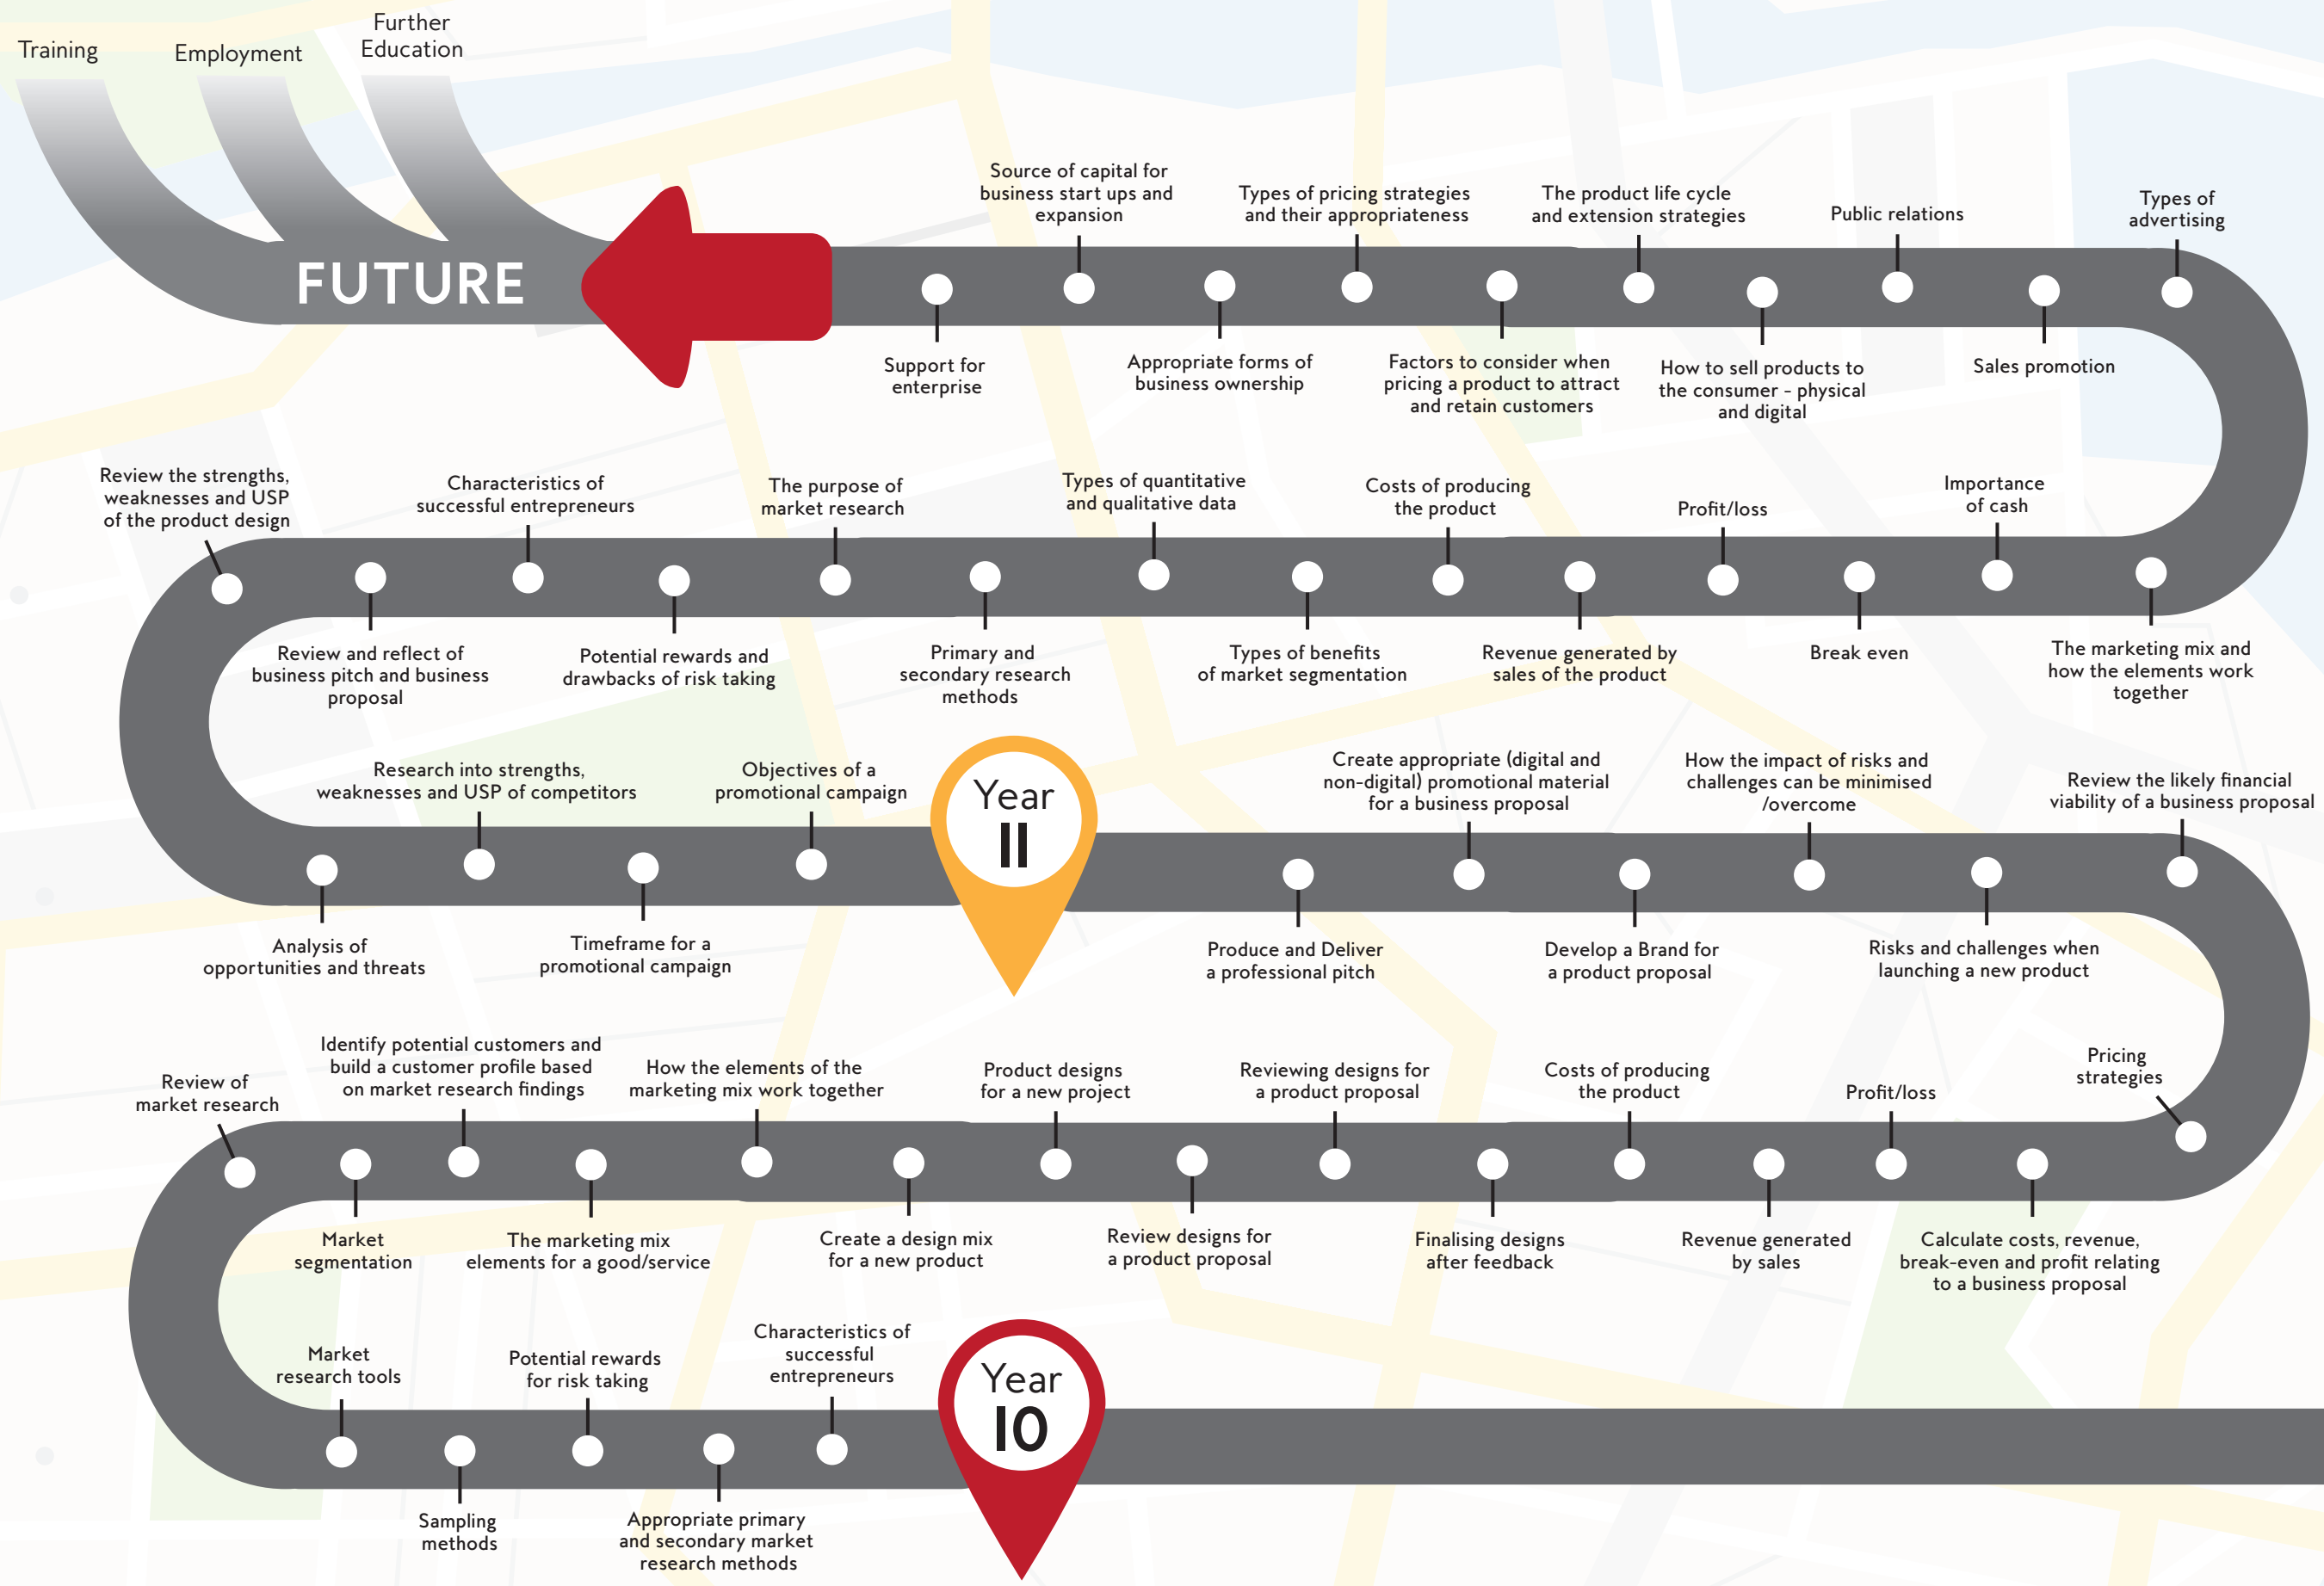 Training
Employment
Further
Education
FUTURE
Source of capital for
business start ups and
expansion
Types of pricing strategies
and their appropriateness
The product life cycle
and extension strategies
Public relations
Types of
advertising
Support for
enterprise
Appropriate forms of
business ownership
Factors to consider when
pricing a product to attract
and retain customers
How to sell products to
the consumer - physical
and digital
Sales promotion
Review the strengths,
weaknesses and USP
of the product design
Characteristics of
successful entrepreneurs
The purpose of
market research
Types of quantitative
and qualitative data
Costs of producing
the product
Profit/loss
Importance
of cash
Review and reflect of
business pitch and business
proposal
Potential rewards and
drawbacks of risk taking
Primary and
secondary research
methods
Types of benefits
of market segmentation
Revenue generated by
sales of the product
Break even
The marketing mix and
how the elements work
together
Research into strengths,
weaknesses and USP of competitors
Objectives of a
promotional campaign
Year
11
Create appropriate (digital and
non-digital) promotional material
for a business proposal
How the impact of risks and
challenges can be minimised
/overcome
Review the likely financial
viability of a business proposal
Analysis of
opportunities and threats
Timeframe for a
promotional campaign
Produce and Deliver
a professional pitch
Develop a Brand for
a product proposal
Risks and challenges when
launching a new product
Review of
market research
Identify potential customers and
build a customer profile based
on market research findings
How the elements of the
marketing mix work together
Product designs
for a new project
Reviewing designs for
a product proposal
Costs of producing
the product
Profit/loss
Pricing
strategies
Market
segmentation
The marketing mix
elements for a good/service
Create a design mix
for a new product
Review designs for
a product proposal
Finalising designs
after feedback
Revenue generated
by sales
Calculate costs, revenue,
break-even and profit relating
to a business proposal
Market
research tools
Potential rewards
for risk taking
Characteristics of
successful
entrepreneurs
Year
10
Sampling
methods
Appropriate primary
and secondary market
research methods